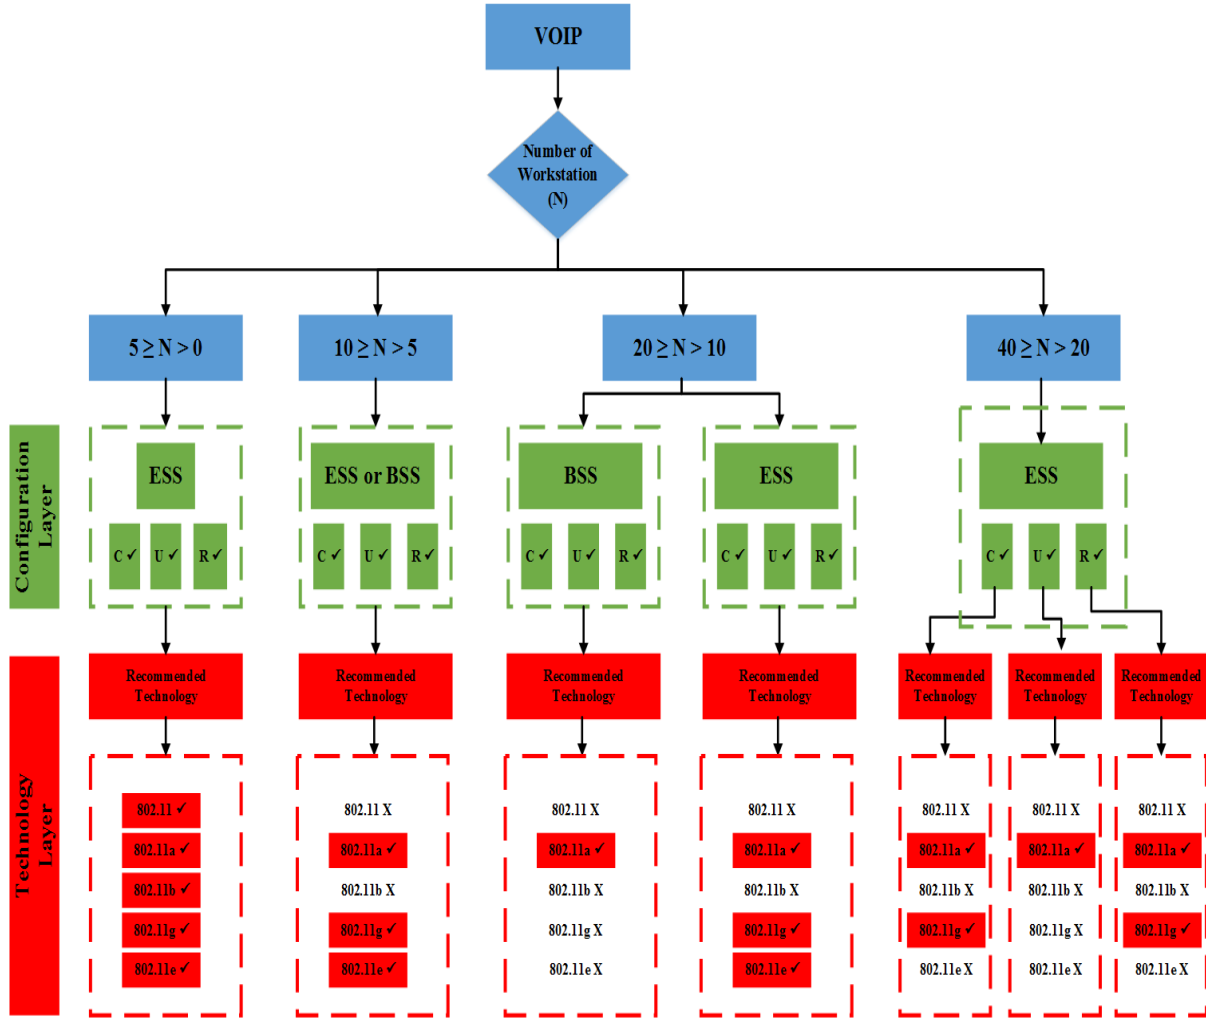 VOIP
Number of
Workstation
(N)
5 ≥ N > 0
10 ≥ N > 5
20 ≥ N > 10
40 ≥ N > 20
Configuration
Layer
ESS
C ✓
U ✓
R ✓
ESS or BSS
C ✓
U ✓
R ✓
BSS
C ✓
U ✓
R ✓
ESS
C ✓
U ✓
R ✓
ESS
C ✓
U ✓
R ✓
Technology
Layer
Recommended
Technology
802.11 ✓
802.11a ✓
802.11b ✓
802.11g ✓
802.11e ✓
Recommended
Technology
802.11 X
802.11a ✓
802.11b X
802.11g ✓
802.11e ✓
Recommended
Technology
802.11 X
802.11a ✓
802.11b X
802.11g X
802.11e X
Recommended
Technology
802.11 X
802.11a ✓
802.11b X
802.11g ✓
802.11e ✓
Recommended
Technology
802.11 X
802.11a ✓
802.11b X
802.11g ✓
802.11e X
Recommended
Technology
802.11 X
802.11a ✓
802.11b X
802.11g X
802.11e X
Recommended
Technology
802.11 X
802.11a ✓
802.11b X
802.11g ✓
802.11e X